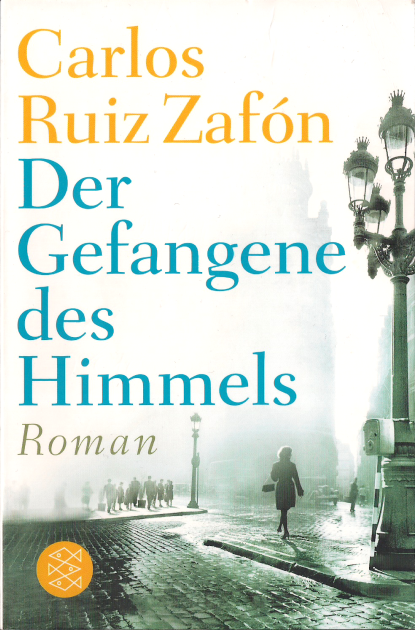 Carlos
Ruiz Zafón
Der
Gefangene
des
Himmels
Roman